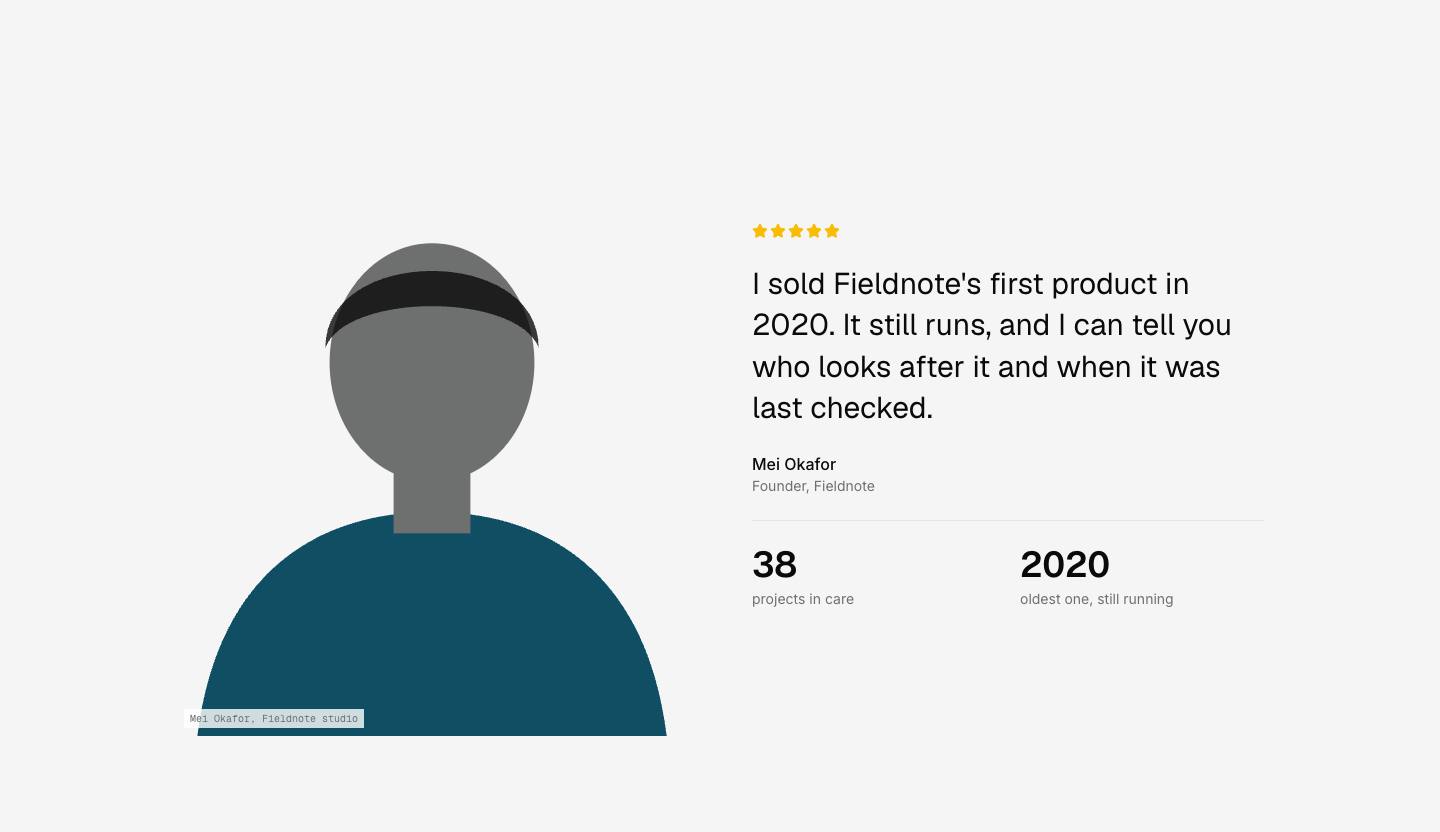 I sold Fieldnote's first product in
2020. It still runs, and I can tell you
who looks after it and when it was
last checked.
Mei Okafor
Founder, Fieldnote
38
projects in care
2020
oldest one, still running
Mei Okafor, Fieldnote studio